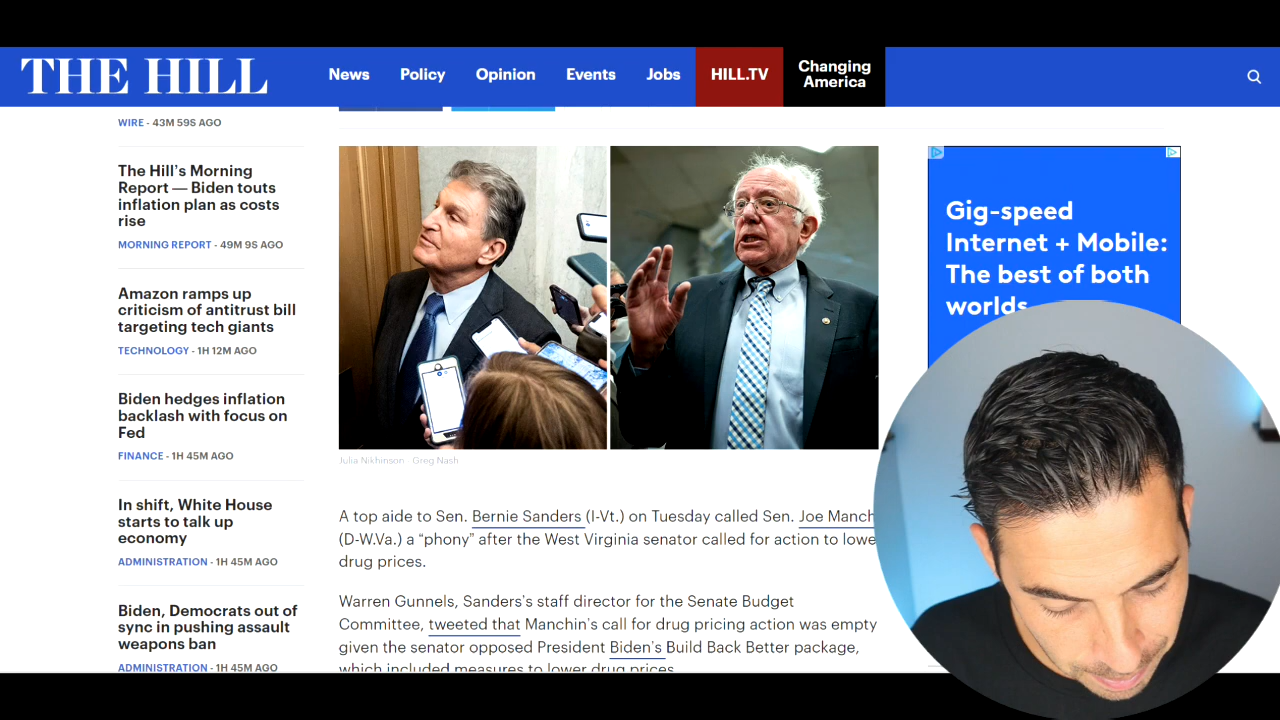 THE HILL
News
Policy
Opinion
Events
Jobs
HILL.TV
Changing
America
WIRE - 43M 59S AGO
The Hill's Morning
Report — Biden touts
inflation plan as costs
rise
MORNING REPORT - 49M 9S AGO
Amazon ramps up
criticism of antitrust bill
targeting tech giants
TECHNOLOGY - 1H 12M AGO
Biden hedges inflation
backlash with focus on
Fed
FINANCE - 1H 45M AGO
In shift, White House
starts to talk up
economy
ADMINISTRATION - 1H 45M AGO
Biden, Democrats out of
sync in pushing assault
weapons ban
ADMINISTRATION - 1H 45M AGO
Julia Nikhinson Greg Nash
A top aide to Sen. Bernie Sanders (I-Vt.) on Tuesday called Sen. Joe Manch
(D-W.Va.) a “phony” after the West Virginia senator called for action to lowe
drug prices.
Warren Gunnels, Sanders's staff director for the Senate Budget
Committee, tweeted that Manchin's call for drug pricing action was empty
given the senator opposed President Biden's Build Back Better package,
which included measures to lower drug prices.
Gig-speed
Internet + Mobile:
The best of both
worlds